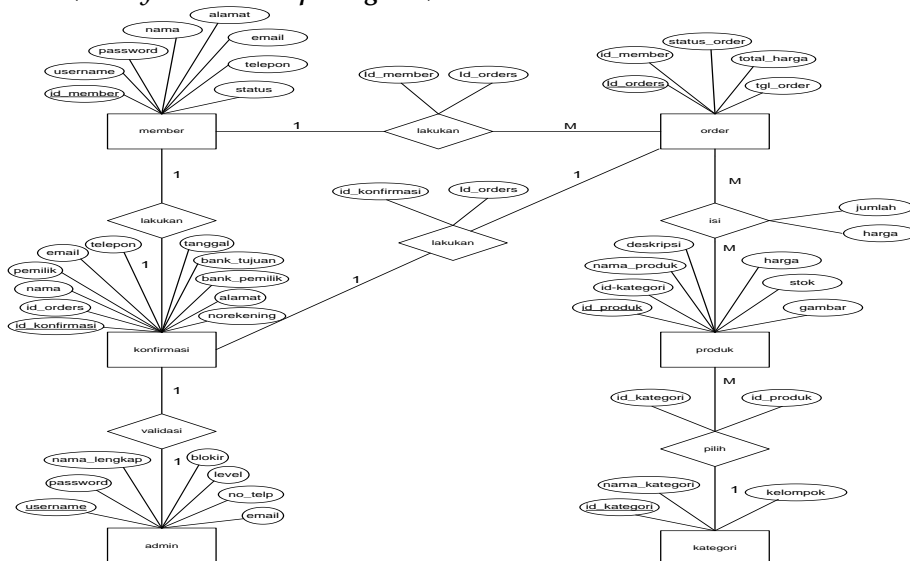 alamat
nama
email
password
telepon
username
status
id_member
member
1
lakukan
M
id_member
Id_orders
order
id_member
status_order
total_harga
Id_orders
tgl_order
1
lakukan
1
id_konfirmasi
Id_orders
lakukan
1
1
M
isi
M
jumlah
harga
telepon
tanggal
email
bank_tujuan
pemilik
bank_pemilik
nama
alamat
id_orders
norekening
id_konfirmasi
konfirmasi
deskripsi
nama_produk
harga
id-kategori
stok
id_produk
gambar
produk
1
validasi
1
M
id_kategori
id_produk
pilih
1
nama_lengkap
blokir
level
password
no_telp
username
email
admin
nama_kategori
kelompok
id_kategori
kategori